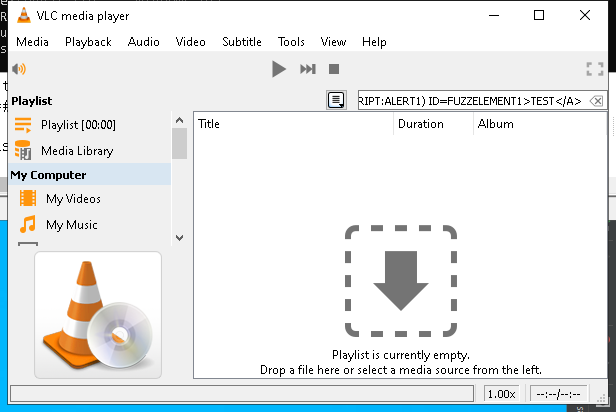 VLC media player
Media Playback Audio Video Subtitle Tools View Help
Playlist
RIPT:ALERT1) ID=FUZZELEMENT1>TEST</A>
Playlist [00:00]
Media Library
My Computer
My Videos
My Music
Title Duration Album
Playlist is currently empty.
Drop a file here or select a media source from the left.
1.00x --:--/--:--